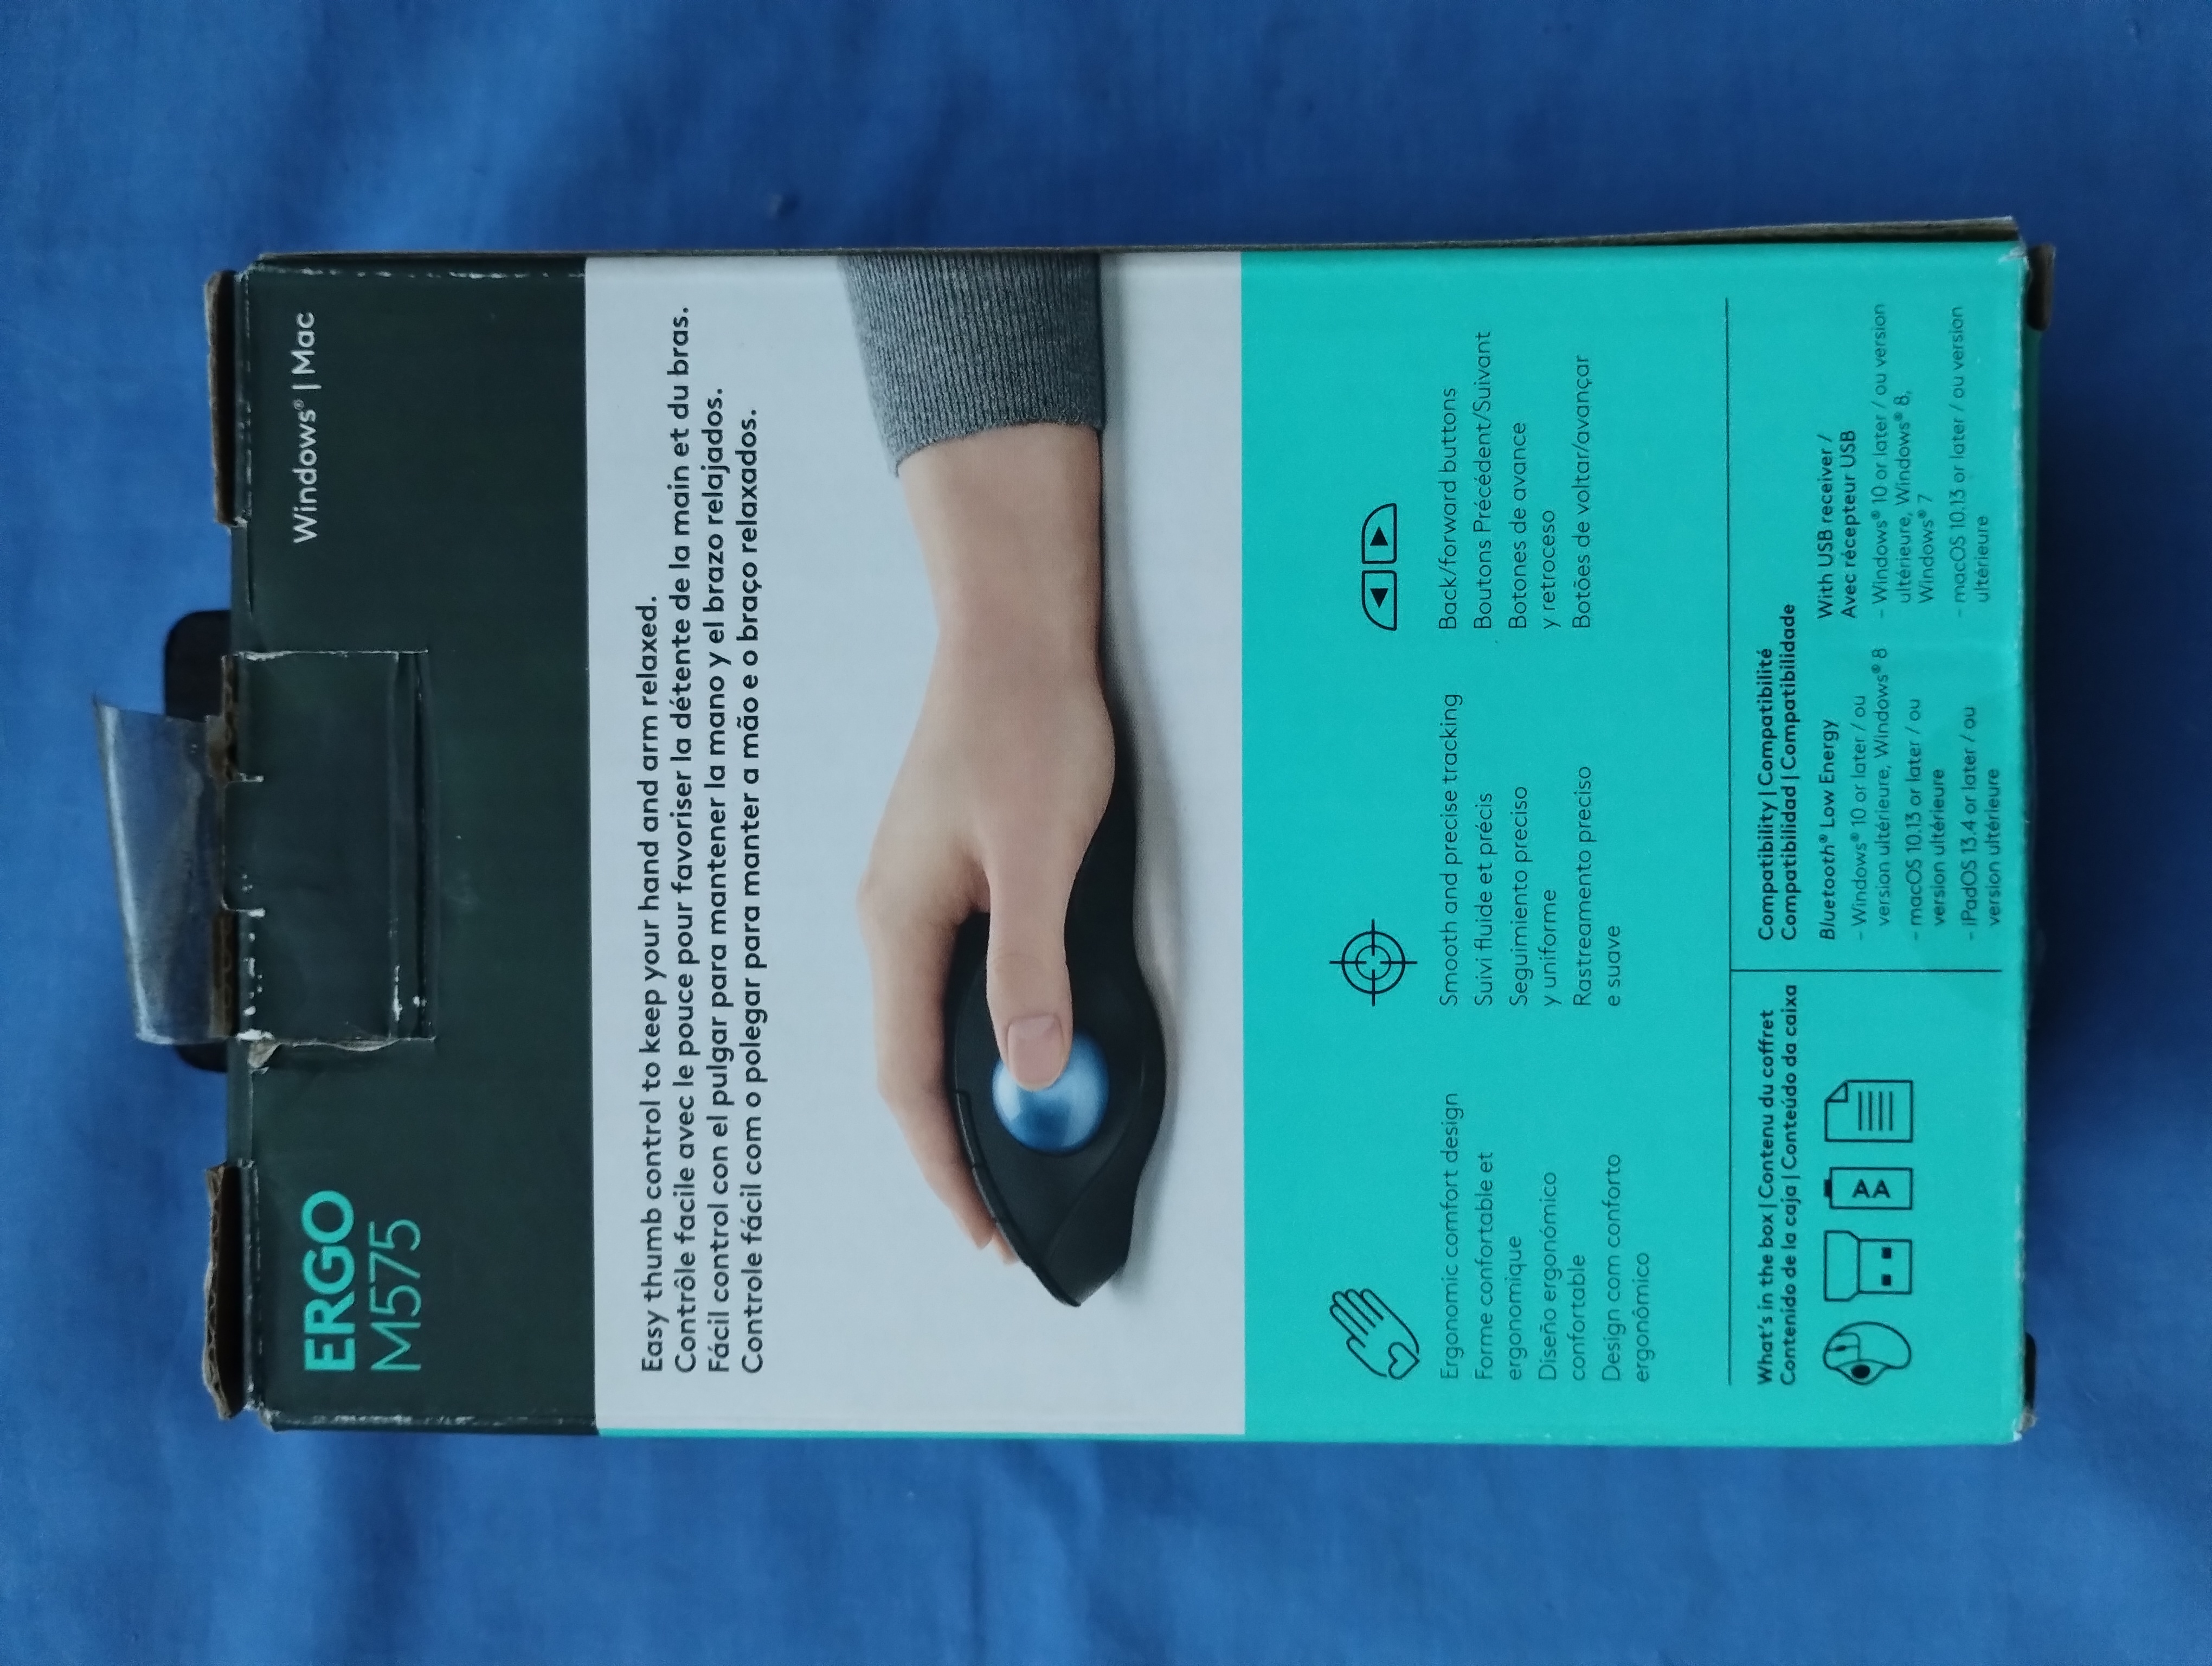 ERGO
M575
Windows® | Mac
Easy thumb control to keep your hand and arm relaxed.
Contrôle facile avec le pouce pour favoriser la détente de la main et du bras.
Fácil control con el pulgar para mantener la mano y el brazo relajados.
Controle fácil com o polegar para manter a mão e o braço relaxados.
Ergonomic comfort design
Forme confortable et
ergonomique
Diseño ergonómico
confortable
Design com conforto
ergonômico
Smooth and precise tracking
Suivi fluide et précis
Seguimiento preciso
y uniforme
Rastreamento preciso
e suave
Back/forward buttons
Boutons Précédent/Suivant
Botones de avance
y retroceso
Botões de voltar/avançar
What's in the box | Contenu du coffret
Contenido de la caja | Conteúdo da caixa
AA
Compatibility | Compatibilité
Compatibilidad | Compatibilidade
Bluetooth® Low Energy
– Windows® 10 or later / ou
version ultérieure, Windows® 8
– macOS 10.13 or later / ou
version ultérieure
– iPadOS 13.4 or later / ou
version ultérieure
With USB receiver /
Avec récepteur USB
– Windows® 10 or later / ou version
ultérieure, Windows® 8,
Windows® 7
– macOS 10.13 or later / ou version
ultérieure